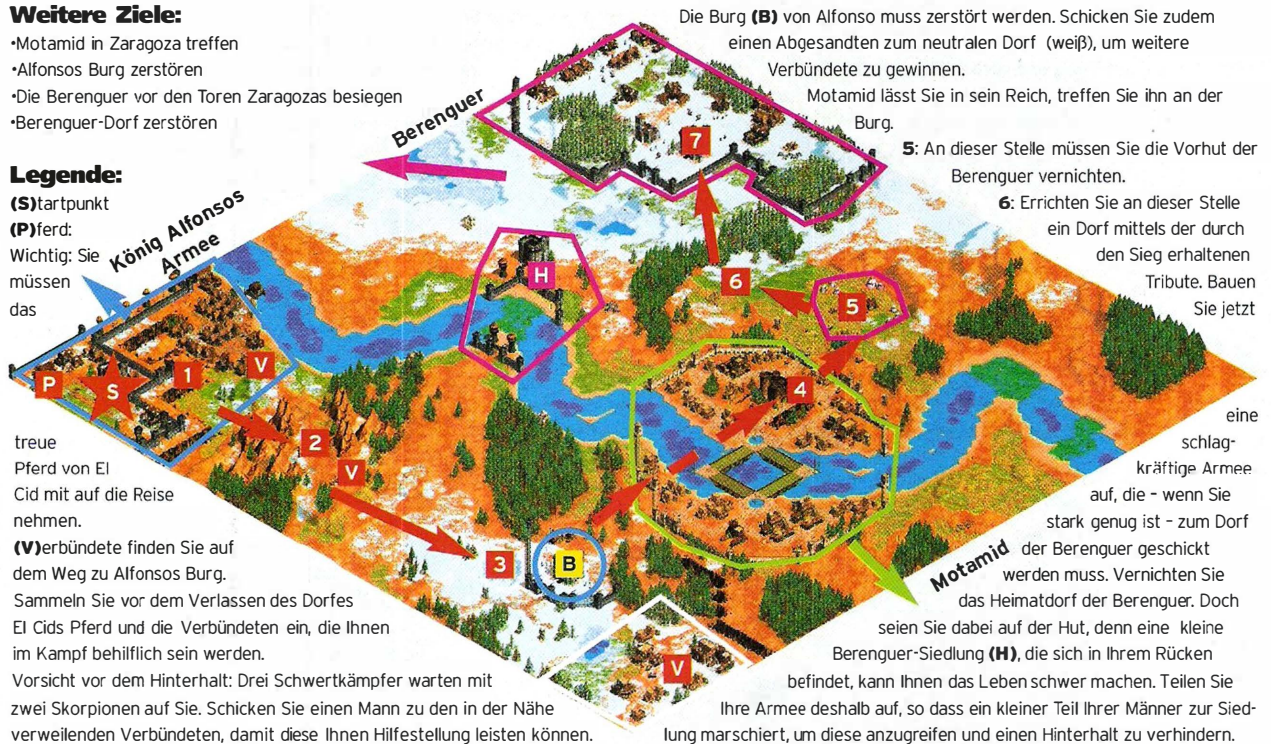 Weitere Ziele:
•Motamid in Zaragoza treffen
•Alfonsos Burg zerstören
•Die Berenguer vor den Toren Zaragozas besiegen
•Berenguer-Dorf zerstören
Legende:
(S)tartpunkt
(P)ferd:
Wichtig: Sie
müssen
das
treue
Pferd von El
Cid mit auf die Reise
nehmen.
(V)erbündete finden Sie auf
dem Weg zu Alfonsos Burg.
Sammeln Sie vor dem Verlassen des Dorfes
El Cids Pferd und die Verbündeten ein, die Ihnen
im Kampf behilflich sein werden.
Vorsicht vor dem Hinterhalt: Drei Schwertkämpfer warten mit
zwei Skorpionen auf Sie. Schicken Sie einen Mann zu den in der Nähe
verweilenden Verbündeten, damit diese Ihnen Hilfestellung leisten können.
Die Burg (B) von Alfonso muss zerstört werden. Schicken Sie zudem
einen Abgesandten zum neutralen Dorf (weiß), um weitere
Verbündete zu gewinnen.
Motamid lässt Sie in sein Reich, treffen Sie ihn an der
Burg.
5: An dieser Stelle müssen Sie die Vorhut der
Berenguer vernichten.
6: Errichten Sie an dieser Stelle
ein Dorf mittels der durch
den Sieg erhaltenen
Tribute. Bauen
Sie jetzt
eine
schlag-
kräftige Armee
auf, die - wenn Sie
stark genug ist - zum Dorf
der Berenguer geschickt
werden muss. Vernichten Sie
das Heimatdorf der Berenguer. Doch
seien Sie dabei auf der Hut, denn eine kleine
Berenguer-Siedlung (H), die sich in Ihrem Rücken
befindet, kann Ihnen das Leben schwer machen. Teilen Sie
Ihre Armee deshalb auf, so dass ein kleiner Teil Ihrer Männer zur Sied-
lung marschiert, um diese anzugreifen und einen Hinterhalt zu verhindern.
Berenguer
König Alfonsos
Armee
Motamid
7
H
6
5
P
S
1
V
4
2
V
3
B
V